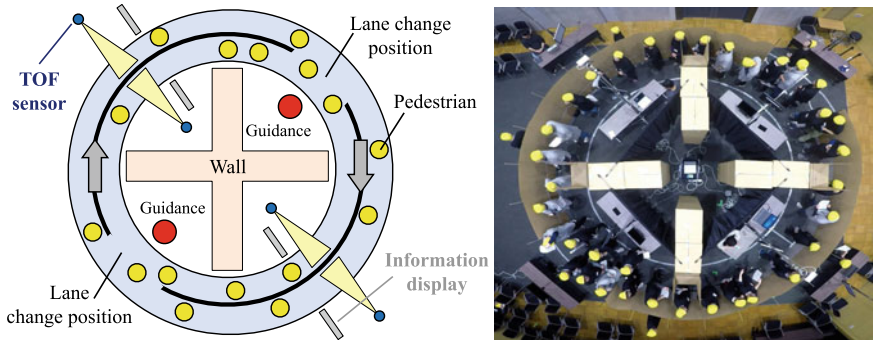 Lane change
position
TOF
sensor
Pedestrian
Guidance
Wall
Guidance
Information
display
Lane
change position